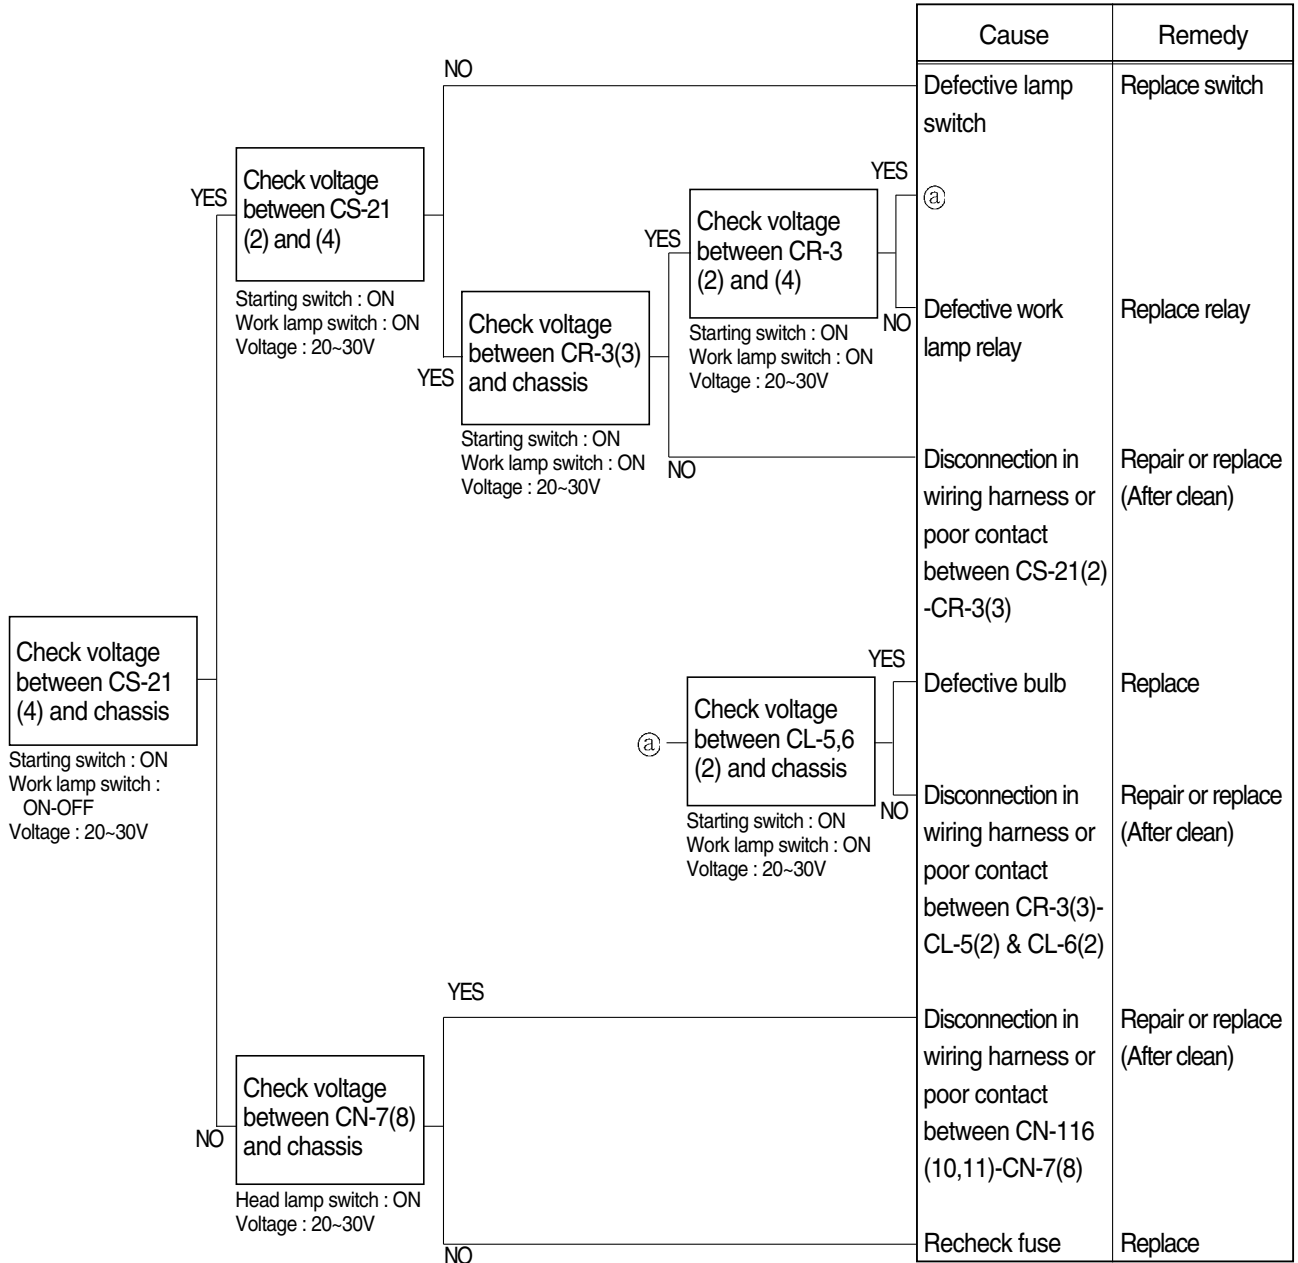 Cause
Remedy
NO
Defective lamp
switch
Replace switch
YES
Check voltage
between CS-21
(2) and (4)
Starting switch : ON
Work lamp switch : ON
Voltage : 20~30V
YES
Check voltage
between CR-3(3)
and chassis
Starting switch : ON
Work lamp switch : ON
Voltage : 20~30V
YES
Check voltage
between CR-3
(2) and (4)
Starting switch : ON
Work lamp switch : ON
Voltage : 20~30V
YES
ⓐ
NO
Defective work
lamp relay
Replace relay
NO
Disconnection in
wiring harness or
poor contact
between CS-21(2)
-CR-3(3)
Repair or replace
(After clean)
Check voltage
between CS-21
(4) and chassis
Starting switch : ON
Work lamp switch :
ON-OFF
Voltage : 20~30V
ⓐ
Check voltage
between CL-5,6
(2) and chassis
Starting switch : ON
Work lamp switch : ON
Voltage : 20~30V
YES
Defective bulb
Replace
NO
Disconnection in
wiring harness or
poor contact
between CR-3(3)-
CL-5(2) & CL-6(2)
Repair or replace
(After clean)
NO
Check voltage
between CN-7(8)
and chassis
Head lamp switch : ON
Voltage : 20~30V
YES
Disconnection in
wiring harness or
poor contact
between CN-116
(10,11)-CN-7(8)
Repair or replace
(After clean)
NO
Recheck fuse
Replace